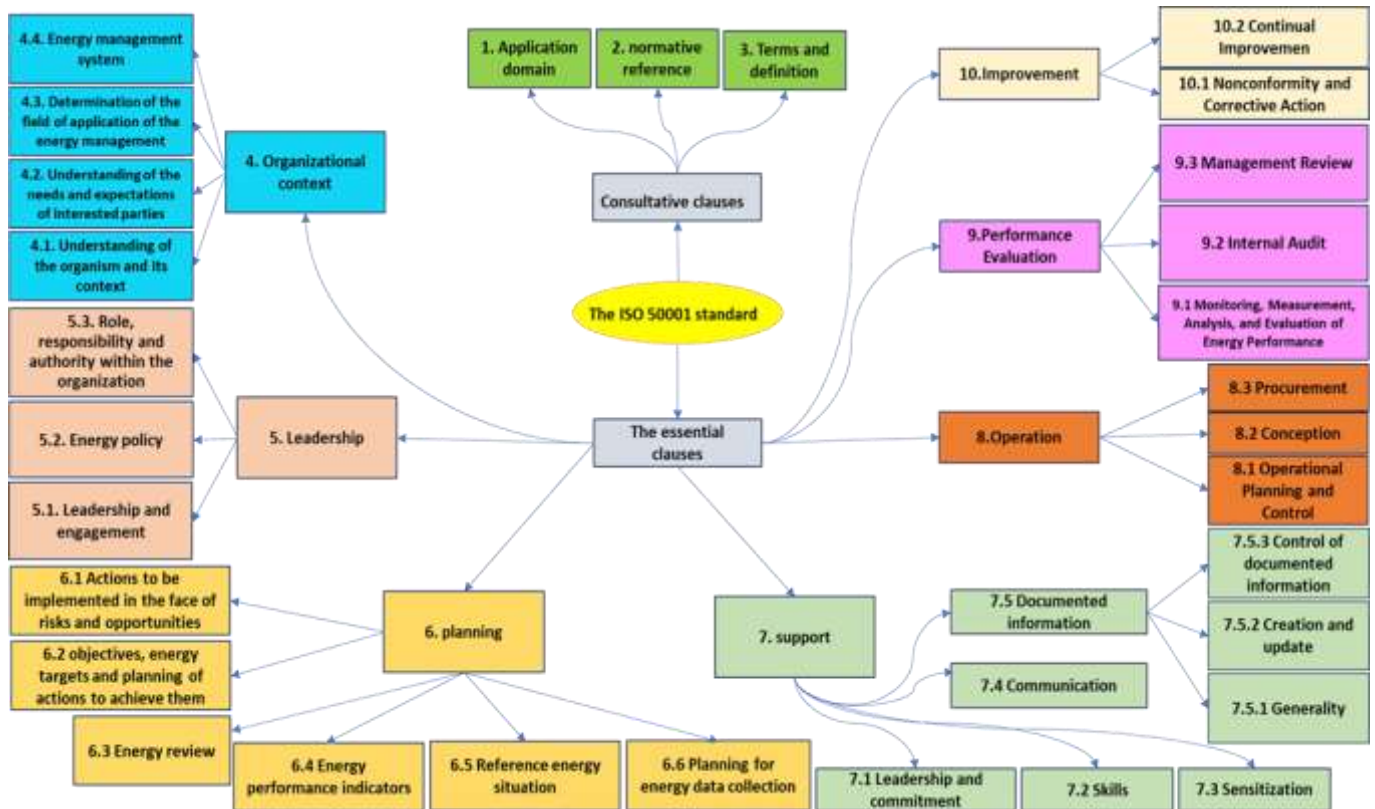 4.4. Energy management
system
4.3. Determination of the
field of application of the
energy management
4.2. Understanding of the
needs and expectations
of interested parties
4.1. Understanding of
the organism and its
context
4. Organizational
context
1. Application
domain
2. normative
reference
3. Terms and
definition
Consultative clauses
The ISO 50001 standard
The essential
clauses
10.Improvement
10.2 Continual
Improvemen
10.1 Nonconformity and
Corrective Action
9.Performance
Evaluation
9.3 Management Review
9.2 Internal Audit
9.1 Monitoring, Measurement,
Analysis, and Evaluation of
Energy Performance
8.Operation
8.3 Procurement
8.2 Conception
8.1 Operational
Planning and
Control
5.3. Role,
responsibility and
authority within the
organization
5.2. Energy policy
5.1. Leadership and
engagement
5. Leadership
6.1 Actions to be
implemented in the face of
risks and opportunities
6.2 objectives, energy
targets and planning of
actions to achieve them
6.3 Energy review
6. planning
6.4 Energy
performance indicators
6.5 Reference energy
situation
6.6 Planning for
energy data collection
7. support
7.5 Documented
information
7.4 Communication
7.5.3 Control of
documented
information
7.5.2 Creation and
update
7.5.1 Generality
7.1 Leadership and
commitment
7.2 Skills
7.3 Sensitization